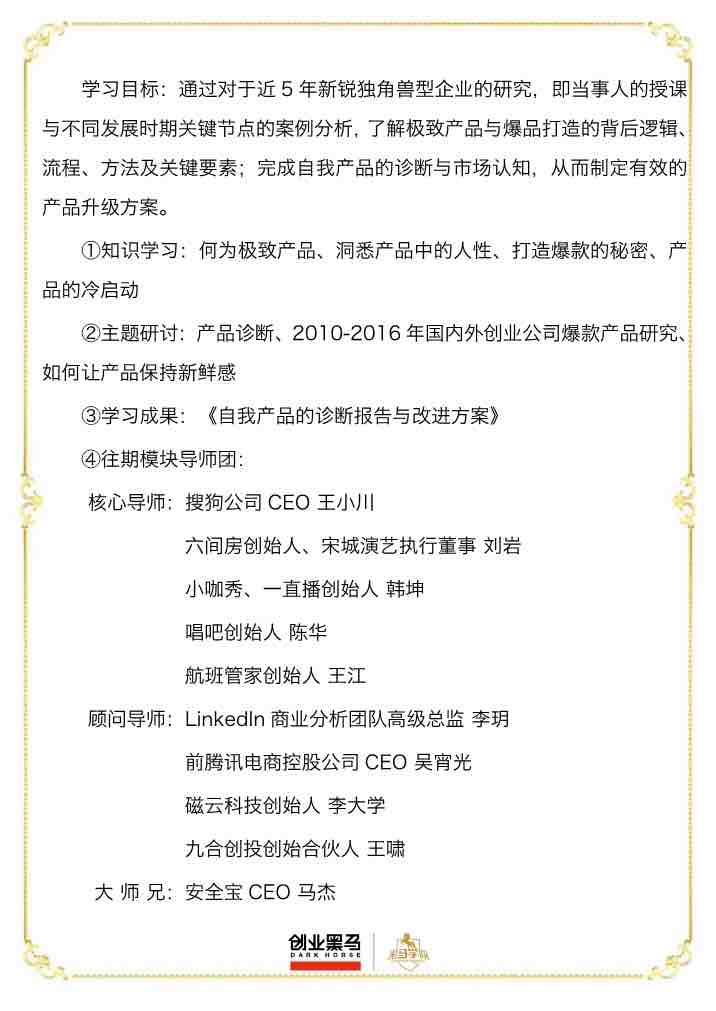 学习目标：通过对于近 5 年新锐独角兽型企业的研究，即当事人的授课
与不同发展时期关键节点的案例分析，了解极致产品与爆品打造的背后逻辑、
流程、方法及关键要素；完成自我产品的诊断与市场认知，从而制定有效的
产品升级方案。
①知识学习：何为极致产品、洞悉产品中的人性、打造爆款的秘密、产
品的冷启动
②主题研讨：产品诊断、2010-2016 年国内外创业公司爆款产品研究、
如何让产品保持新鲜感
③学习成果：《自我产品的诊断报告与改进方案》
④往期模块导师团：
核心导师：搜狗公司 CEO 王小川
六间房创始人、宋城演艺执行董事 刘岩
小咖秀、一直播创始人 韩坤
唱吧创始人 陈华
航班管家创始人 王江
顾问导师：LinkedIn 商业分析团队高级总监 李玥
前腾讯电商控股公司 CEO 吴宵光
磁云科技创始人 李大学
九合创投创始合伙人 王啸
大 师 兄：安全宝 CEO 马杰
创业黑马
DARK HORSE
黑马学院